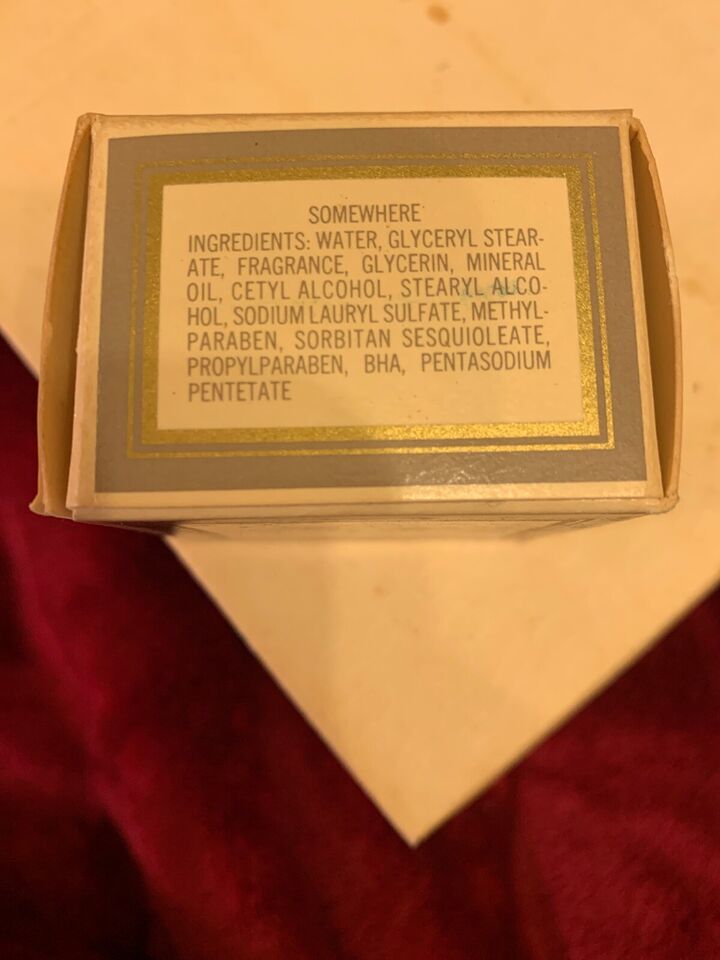 SOMEWHERE
INGREDIENTS: WATER, GLYCERYL STEAR-
ATE, FRAGRANCE, GLYCERIN, MINERAL
OIL, CETYL ALCOHOL, STEARYL ALCO-
HOL, SODIUM LAURYL SULFATE, METHYL-
PARABEN, SORBITAN SESQUIOLEATE,
PROPYLPARABEN, BHA, PENTASODIUM
PENTETATE